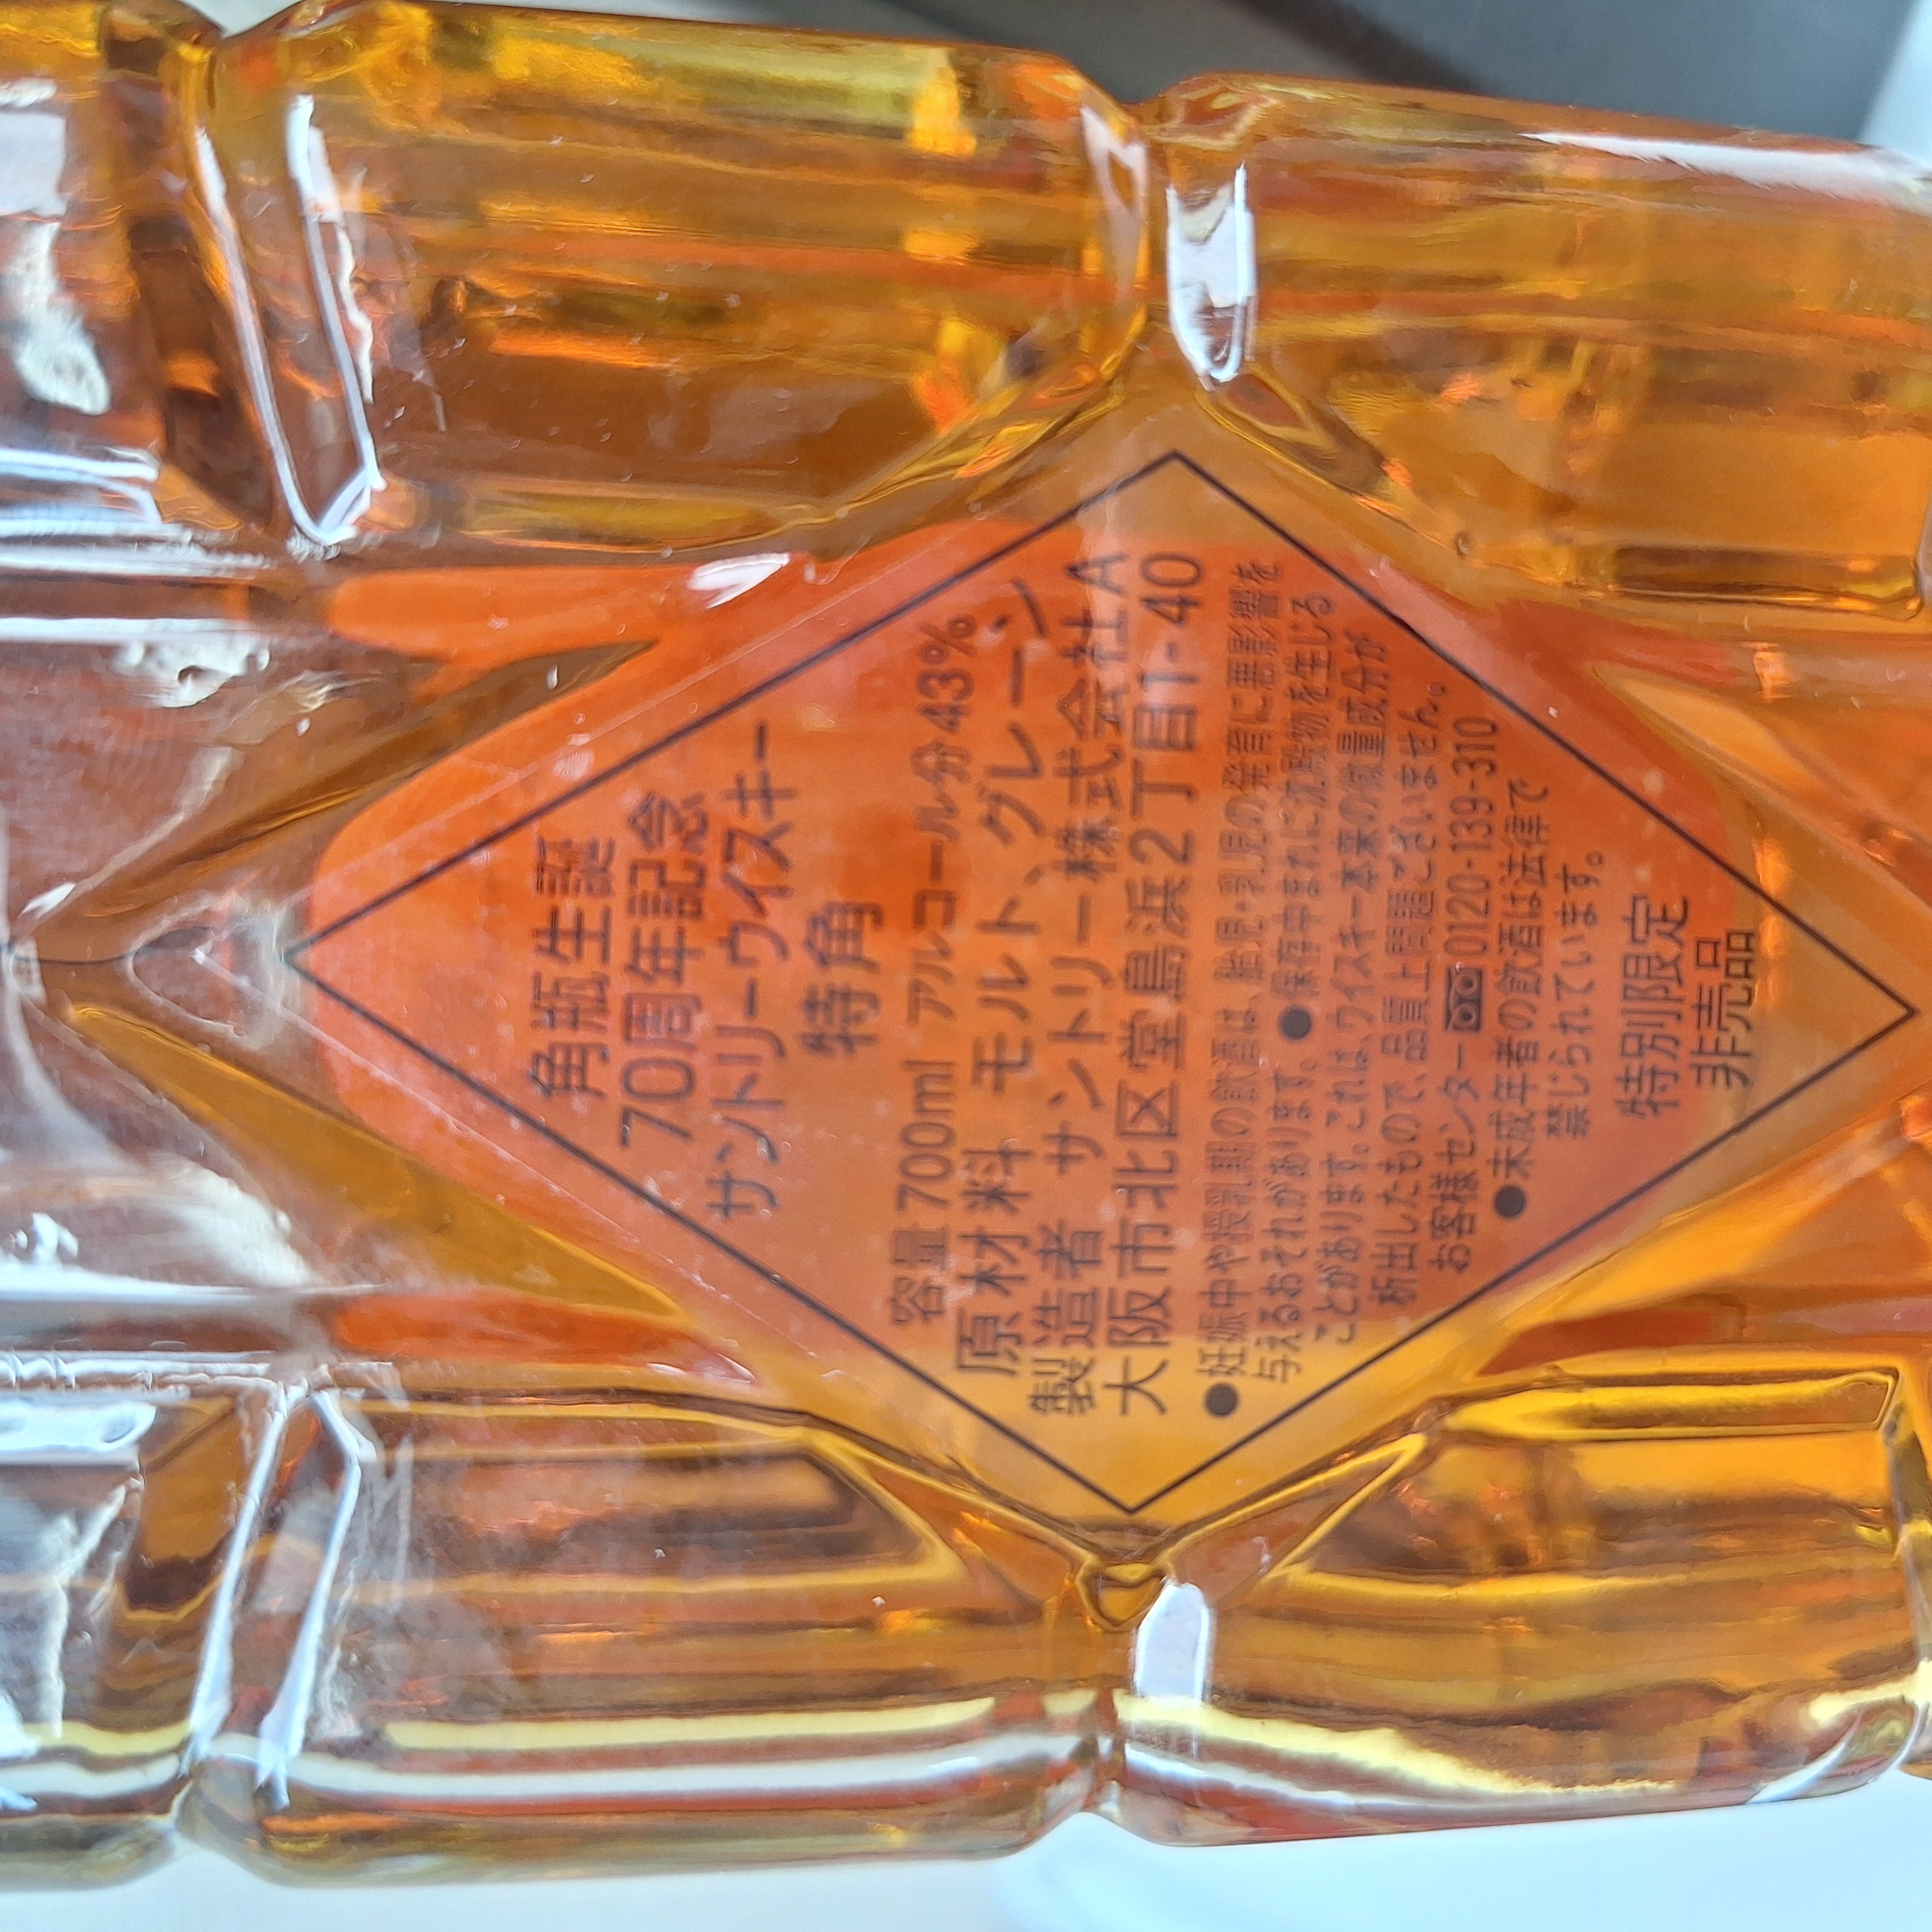 角瓶生誕
70周年記念
サントリーウイスキー
特角
容量700ml アルコール分43%
原材料 モルト、グレーン
製造者 サントリー株式会社A
大阪市北区堂島浜2丁目1-40
●妊娠中や授乳期の飲酒は、胎児・乳児の発育に悪影響を
与えるおそれがあります。●保存中まれに沈殿物を生じる
ことがあります。これは、ウイスキー本来の微量成分が
析出したもので、品質上問題ございません。
お客様センター 0120-139-310
●未成年者の飲酒は法律で
禁じられています。
特別限定
非売品